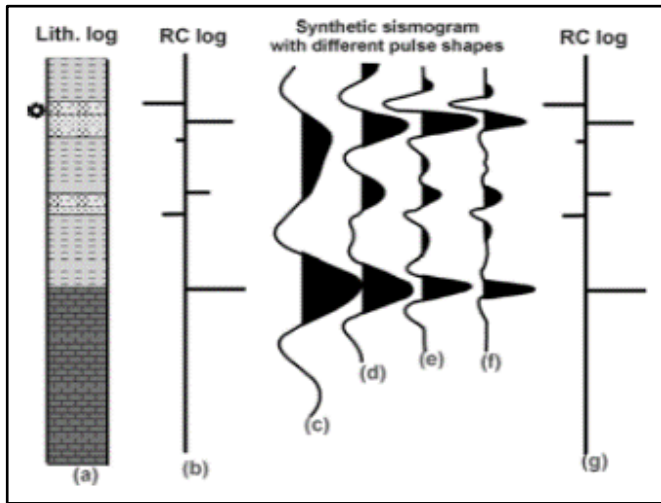 Lith. log
RC log
Synthetic sismogram
with different pulse shapes
RC log
(a)
(b)
(c)
(d)
(e)
(f)
(g)